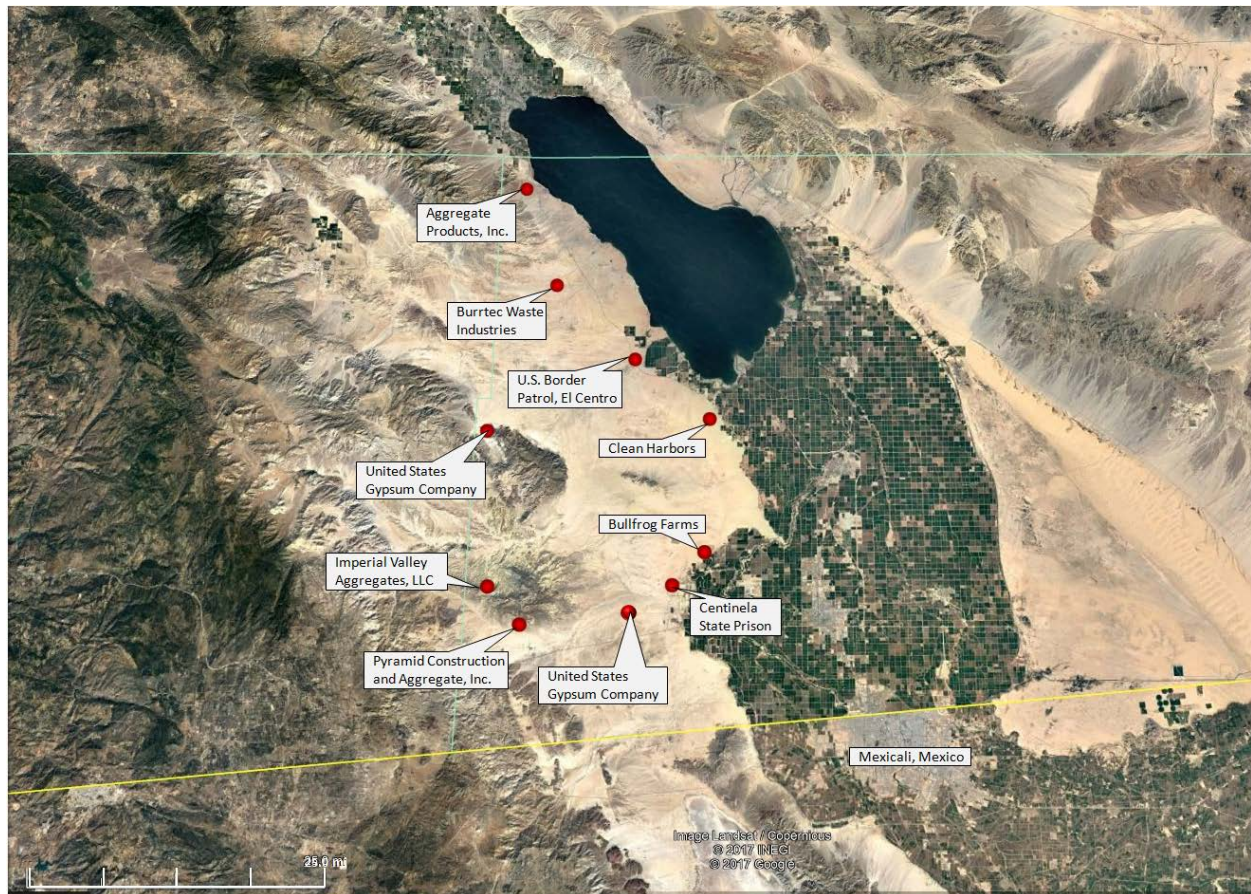 Aggregate
Products, Inc.
Burrtec Waste
Industries
U.S. Border
Patrol, El Centro
Clean Harbors
United States
Gypsum Company
Bullfrog Farms
Imperial Valley
Aggregates, LLC
Centinela
State Prison
Pyramid Construction
and Aggregate, Inc.
United States
Gypsum Company
Mexicali, Mexico
Image Landsat / Copernicus
© 2017 INEGI
© 2017 Google
25.0 mi